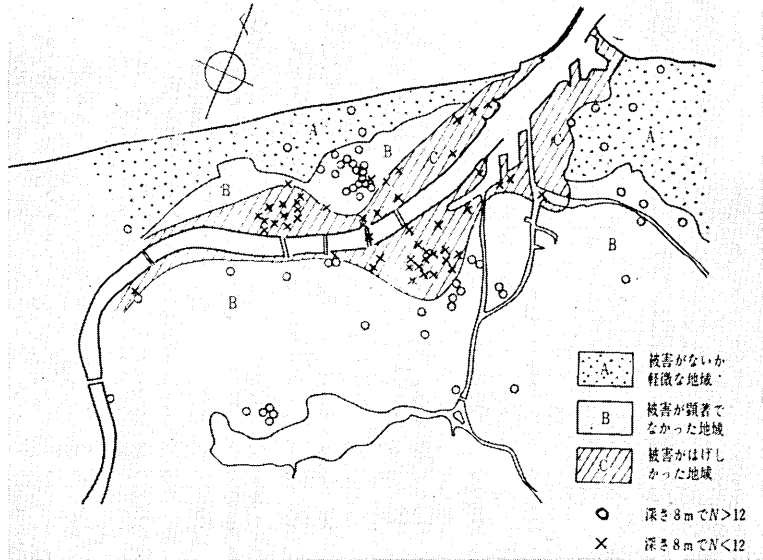 A
B
C
B
C
A
B
B
A
被害がないか
軽微な地域
B
被害が顕著で
なかった地域
C
被害がはげし
かった地域
深さ8mでN>12
深さ8mでN<12